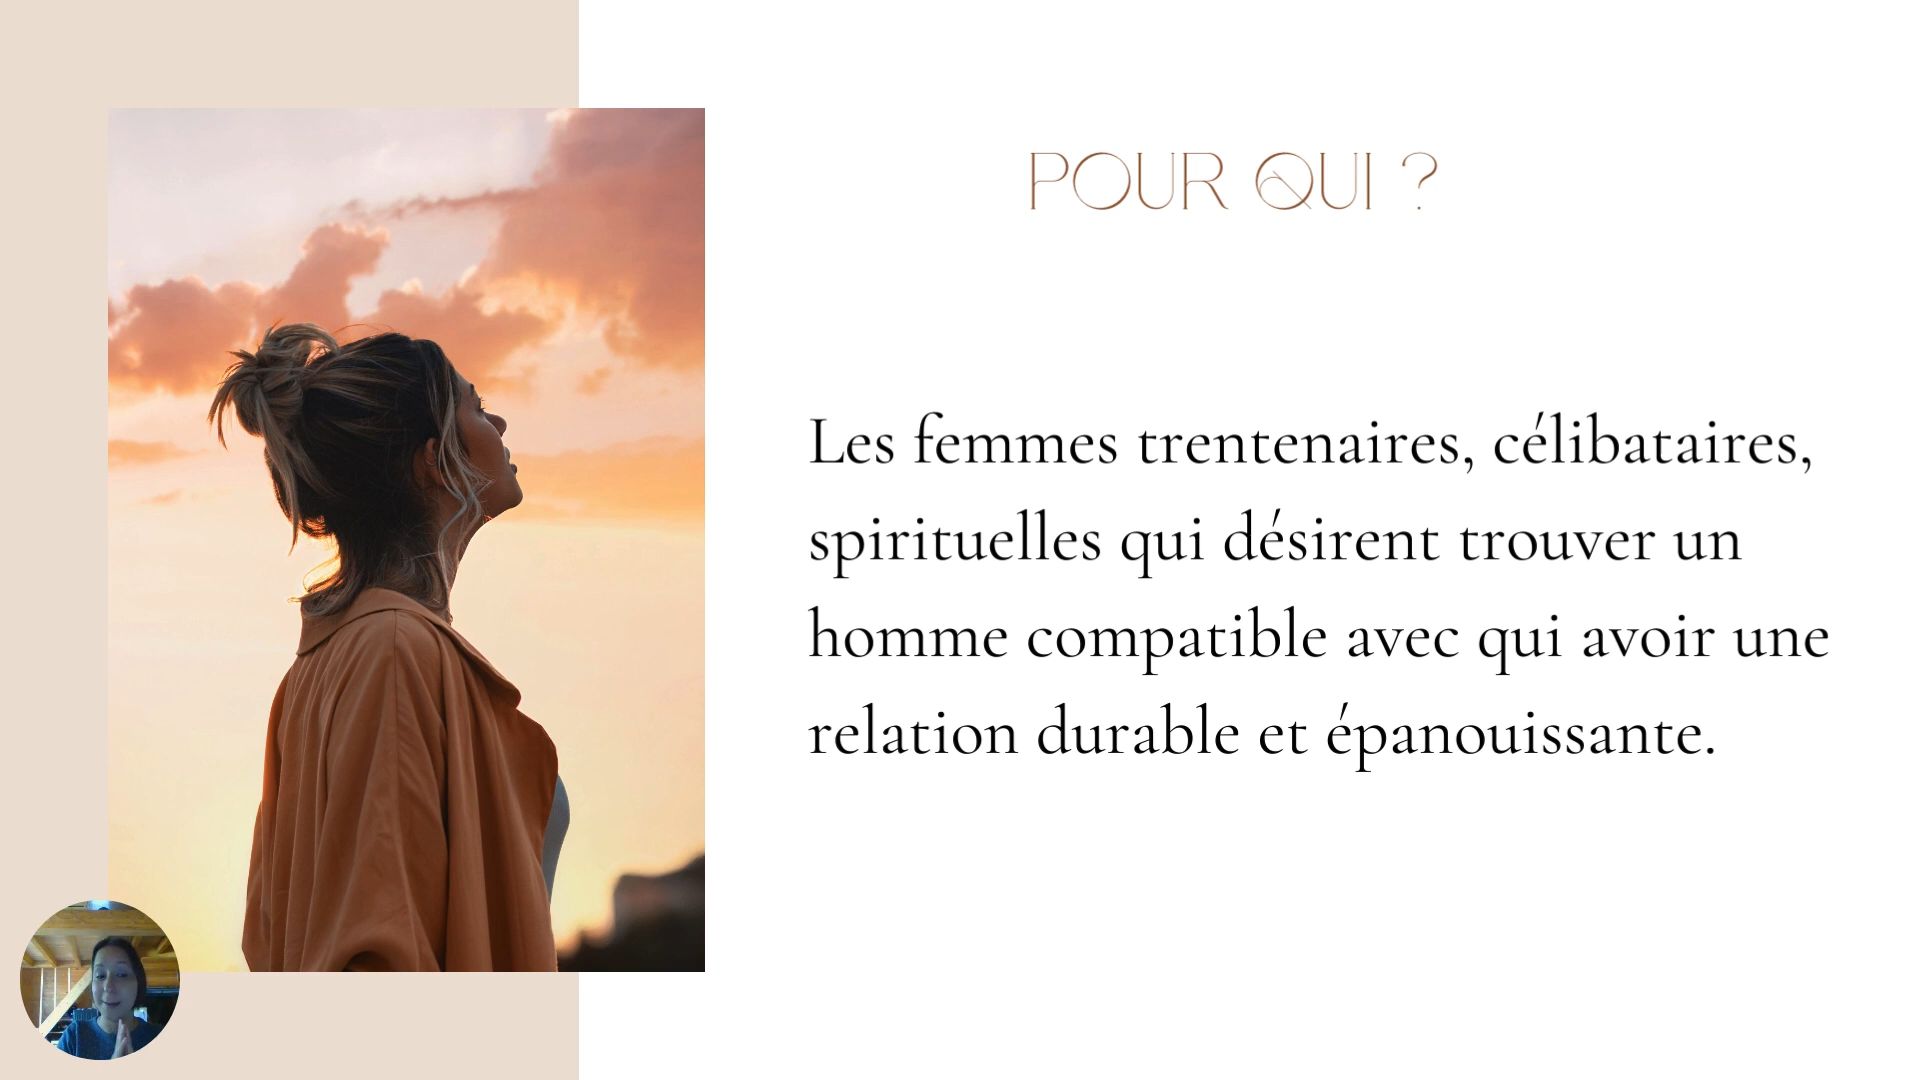 POUR QUI ?
Les femmes trentenaires, célibataires,
spirituelles qui désirent trouver un
homme compatible avec qui avoir une
relation durable et épanouissante.